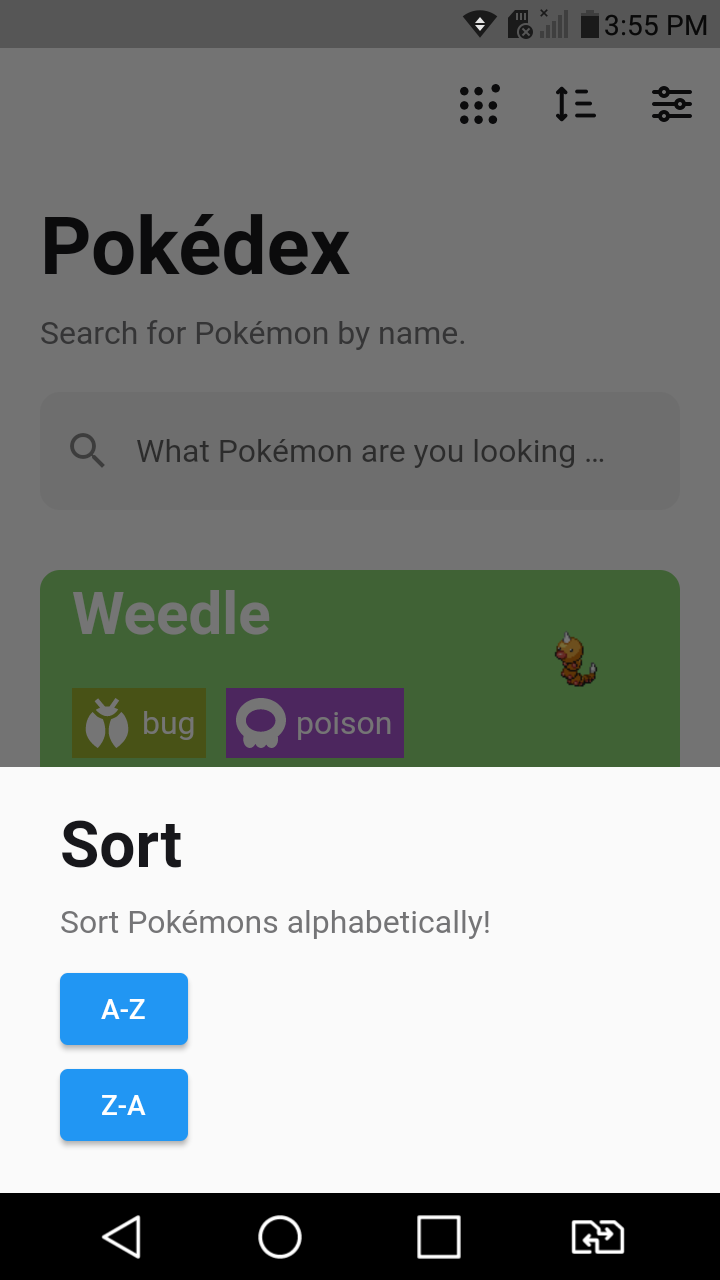 3:55 PM
Pokédex
Search for Pokémon by name.
What Pokémon are you looking …
Weedle
bug
poison
Sort
Sort Pokémons alphabetically!
A-Z
Z-A